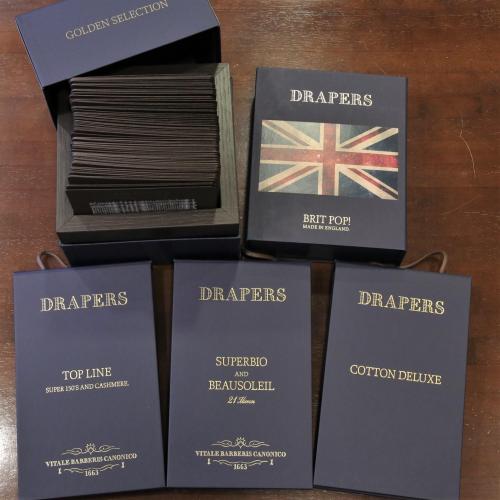 GOLDEN SELECTION
DRAPERS
BRIT POP!
MADE IN ENGLAND
DRAPERS
TOP LINE
SUPER 150'S AND CASHMERE
VITALE BARBERIS CANONICO
1663
DRAPERS
SUPERBIO
AND
BEAUSOLEIL
21 Micron
VITALE BARBERIS CANONICO
1663
DRAPERS
COTTON DELUXE